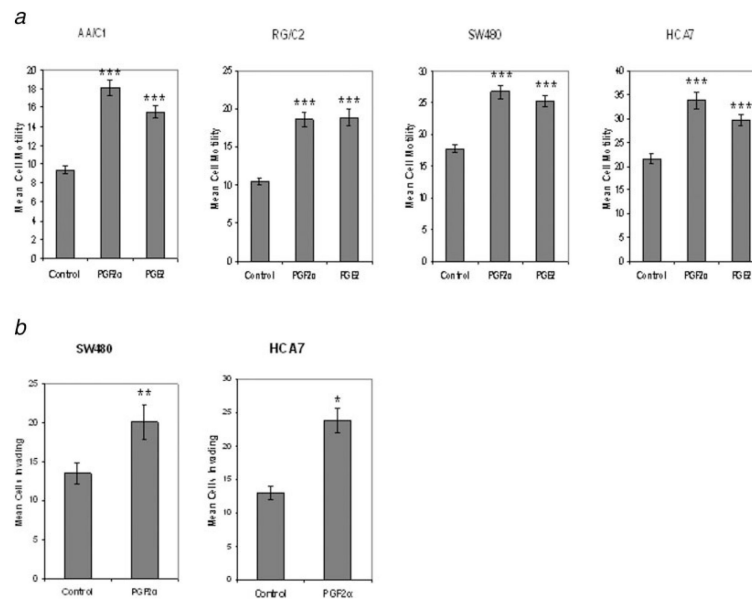 a
AA/C1
RG/C2
SW480
HCA7
Mean Cell Motility
20
18
16
14
12
10
8
6
4
2
0
***
***
Control PGF2α PGE2
Mean Cell Motility
25
20
15
10
5
0
***
***
Control PGF2α PGE2
Mean Cell Motility
30
25
20
15
10
5
0
***
***
Control PGF2α PGE2
Mean Cell Motility
40
35
30
25
20
15
10
5
0
***
***
Control PGF2α PGE2
b
SW480
HCA7
Mean Cells Invading
25
20
15
10
5
0
**
Control PGF2α
Mean Cells Invading
30
25
20
15
10
5
0
*
Control PGF2α